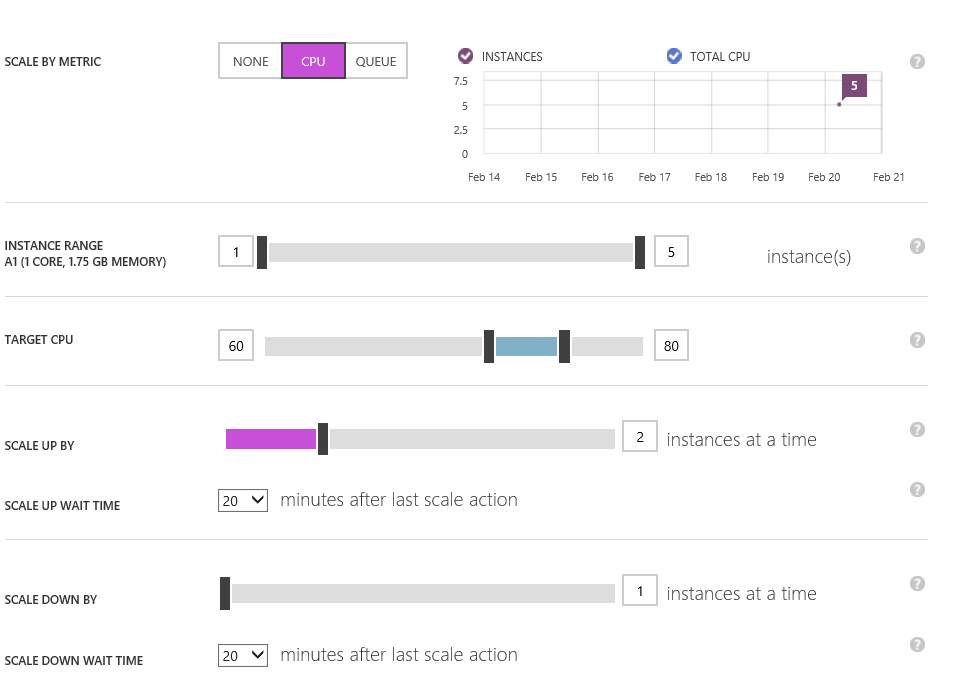 SCALE BY METRIC
NONE CPU QUEUE
INSTANCES TOTAL CPU
?
7.5
5
5
2.5
0
Feb 14 Feb 15 Feb 16 Feb 17 Feb 18 Feb 19 Feb 20 Feb 21
INSTANCE RANGE
A1 (1 CORE, 1.75 GB MEMORY)
1 5 instance(s) ?
TARGET CPU 60 80 ?
SCALE UP BY 2 instances at a time ?
SCALE UP WAIT TIME 20 minutes after last scale action ?
SCALE DOWN BY 1 instances at a time ?
SCALE DOWN WAIT TIME 20 minutes after last scale action ?